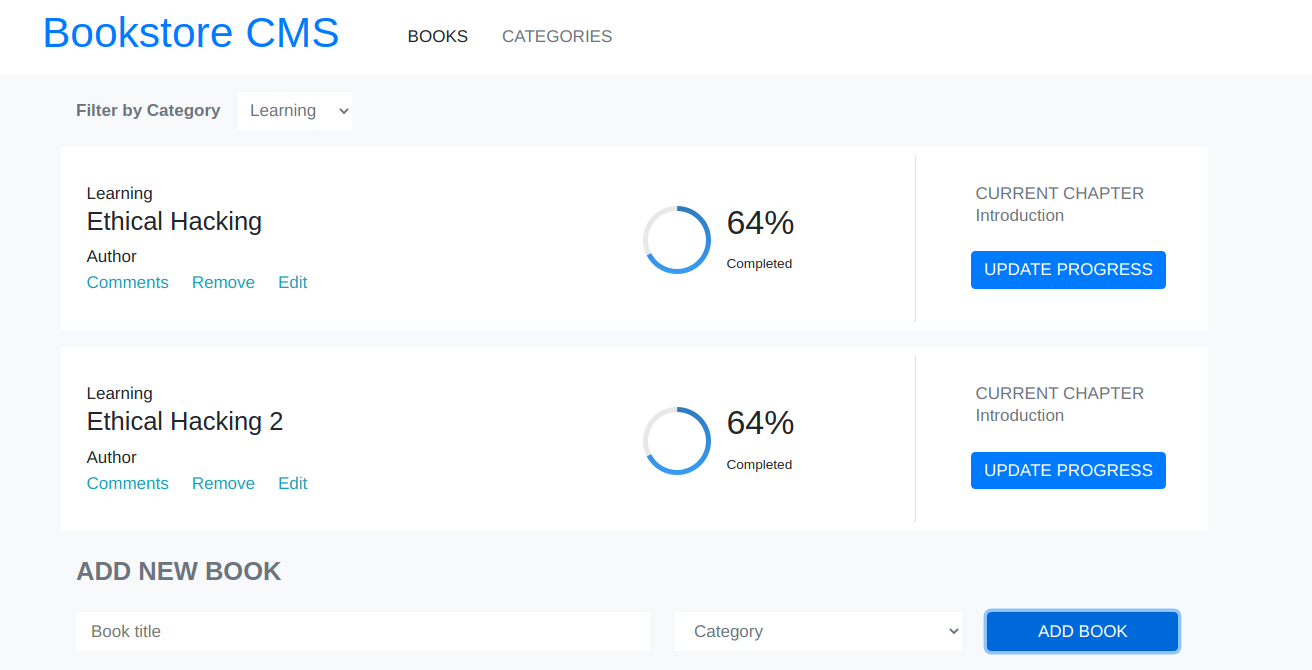 Bookstore CMS BOOKS CATEGORIES
Filter by Category Learning
Learning
Ethical Hacking
Author
Comments Remove Edit
64%
Completed
CURRENT CHAPTER
Introduction
UPDATE PROGRESS
Learning
Ethical Hacking 2
Author
Comments Remove Edit
64%
Completed
CURRENT CHAPTER
Introduction
UPDATE PROGRESS
ADD NEW BOOK
Book title Category ADD BOOK